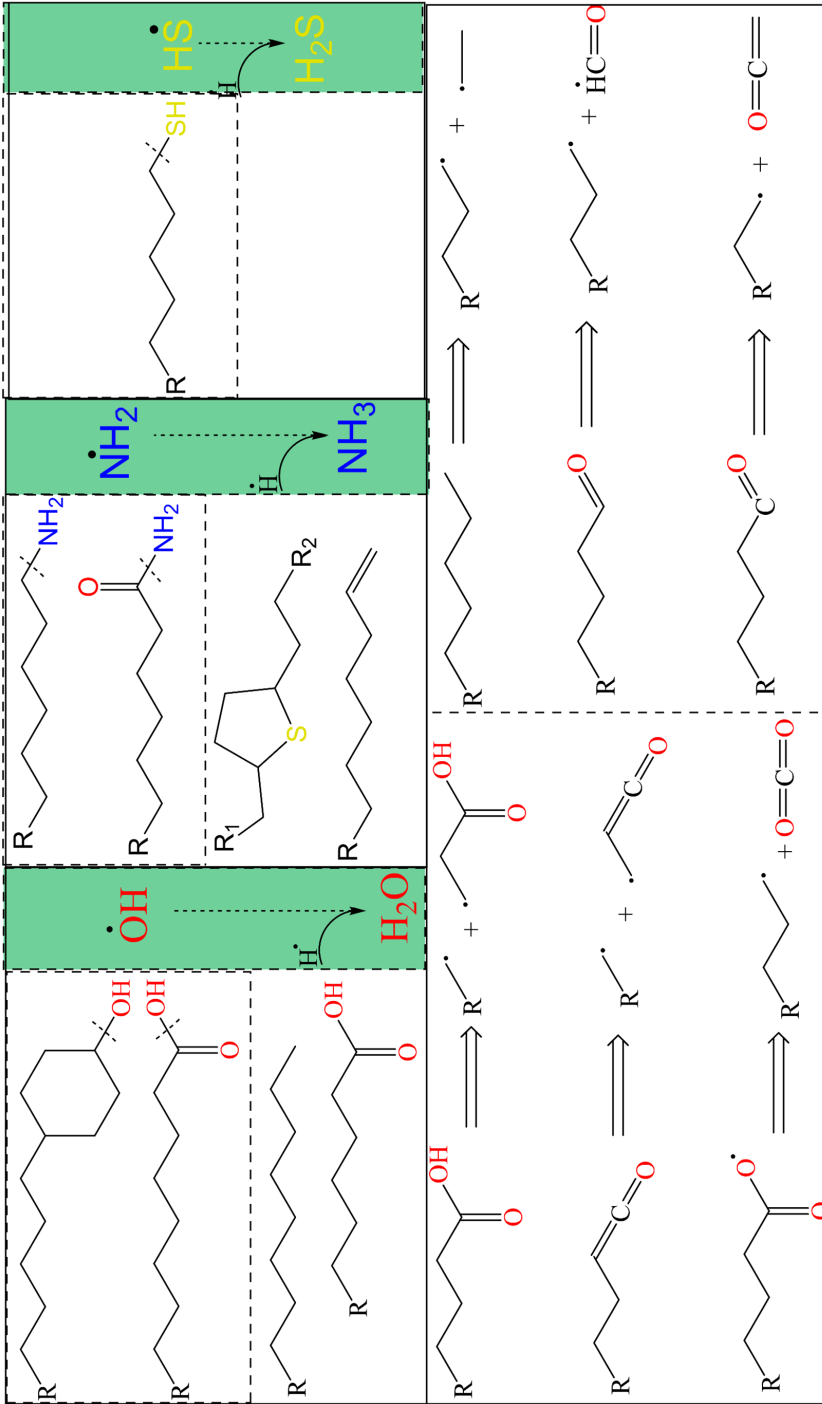 R OH
R OH
O
R
R OH
O
OH
H
H₂O
R NH₂
O
R NH₂
R₁ S R₂
R
NH₂
H
NH₃
R SH
HS
H
H₂S
R OH R + OH
O O
R C O R + C O
R O R + O C O
O
R R +
R O R + HC O
R C O R + O C